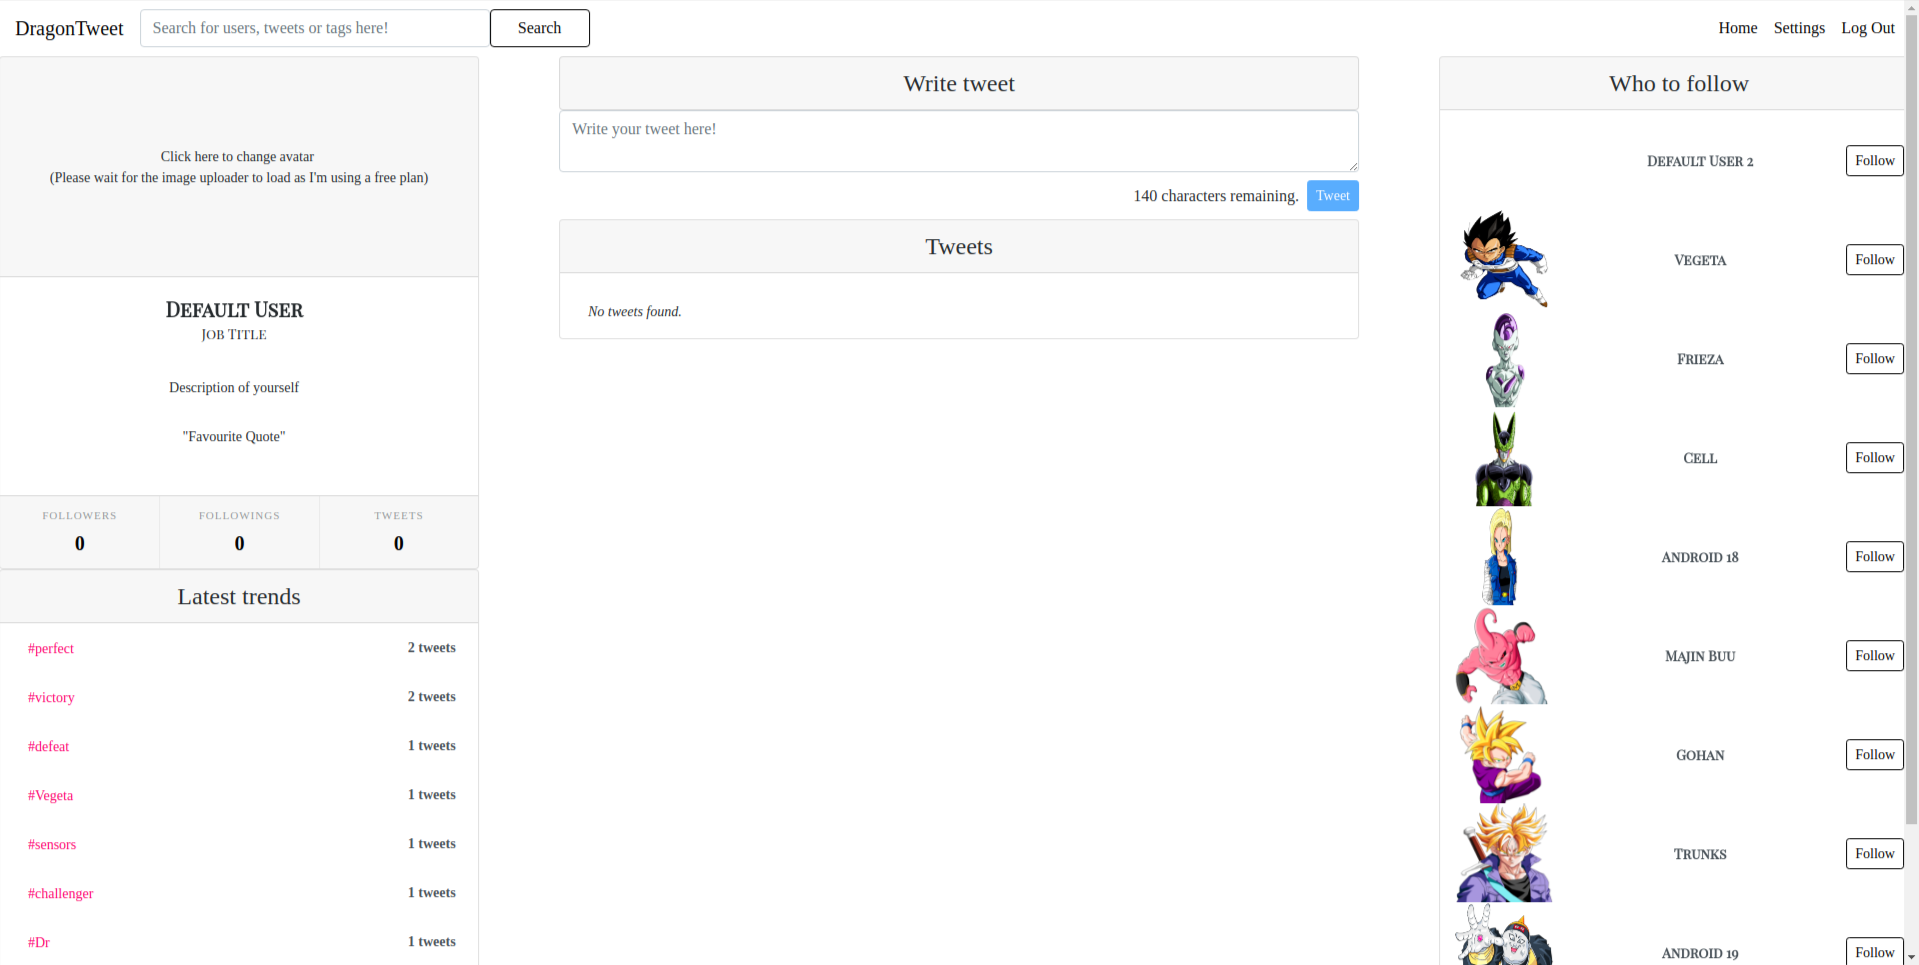 DragonTweet
Search for users, tweets or tags here!
Search
Home
Settings
Log Out
Click here to change avatar
(Please wait for the image uploader to load as I'm using a free plan)
Default User
Job Title
Description of yourself
"Favourite Quote"
FOLLOWERS
0
FOLLOWINGS
0
TWEETS
0
Latest trends
#perfect 2 tweets
#victory 2 tweets
#defeat 1 tweets
#Vegeta 1 tweets
#sensors 1 tweets
#challenger 1 tweets
#Dr 1 tweets
Write tweet
Write your tweet here!
140 characters remaining.
Tweet
Tweets
No tweets found.
Who to follow
Default User 2 Follow
Vegeta Follow
Frieza Follow
Cell Follow
Android 18 Follow
Majin Buu Follow
Gohan Follow
Trunks Follow
Android 19 Follow